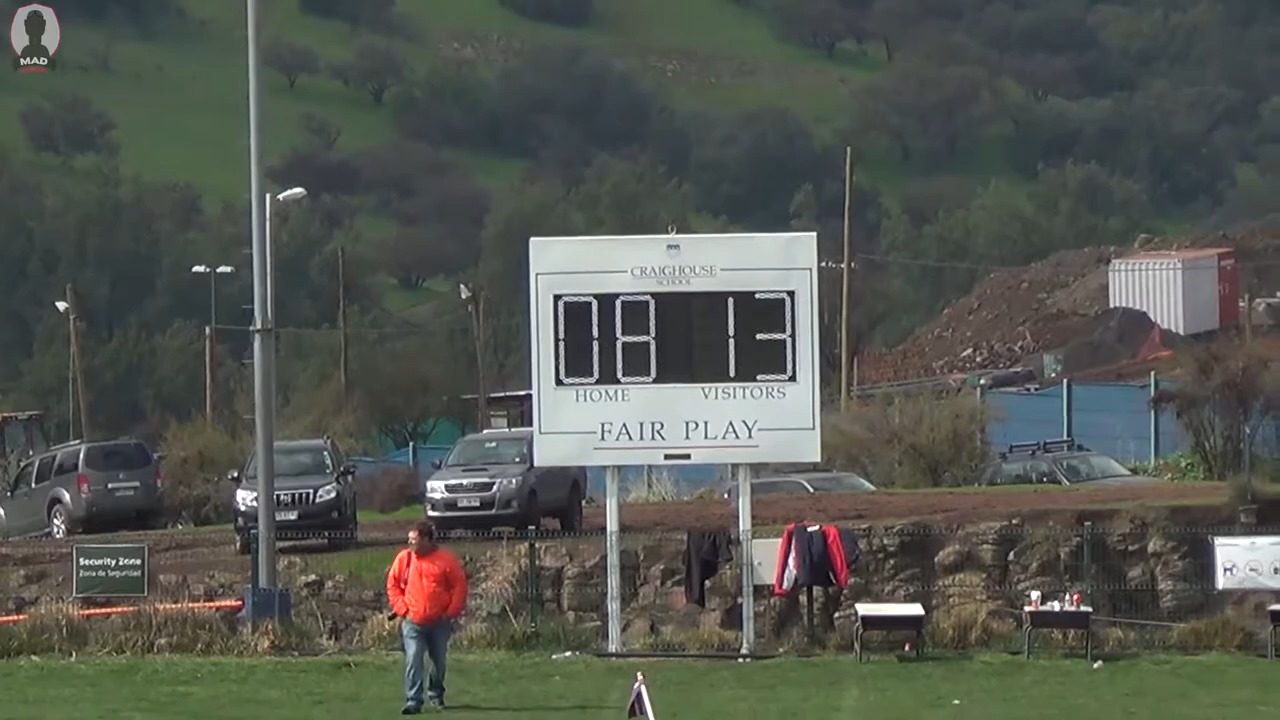 MAD
CRAIGHOUSE
SCHOOL
08 13
HOME VISITORS
FAIR PLAY
Security Zone
Zona de Seguridad